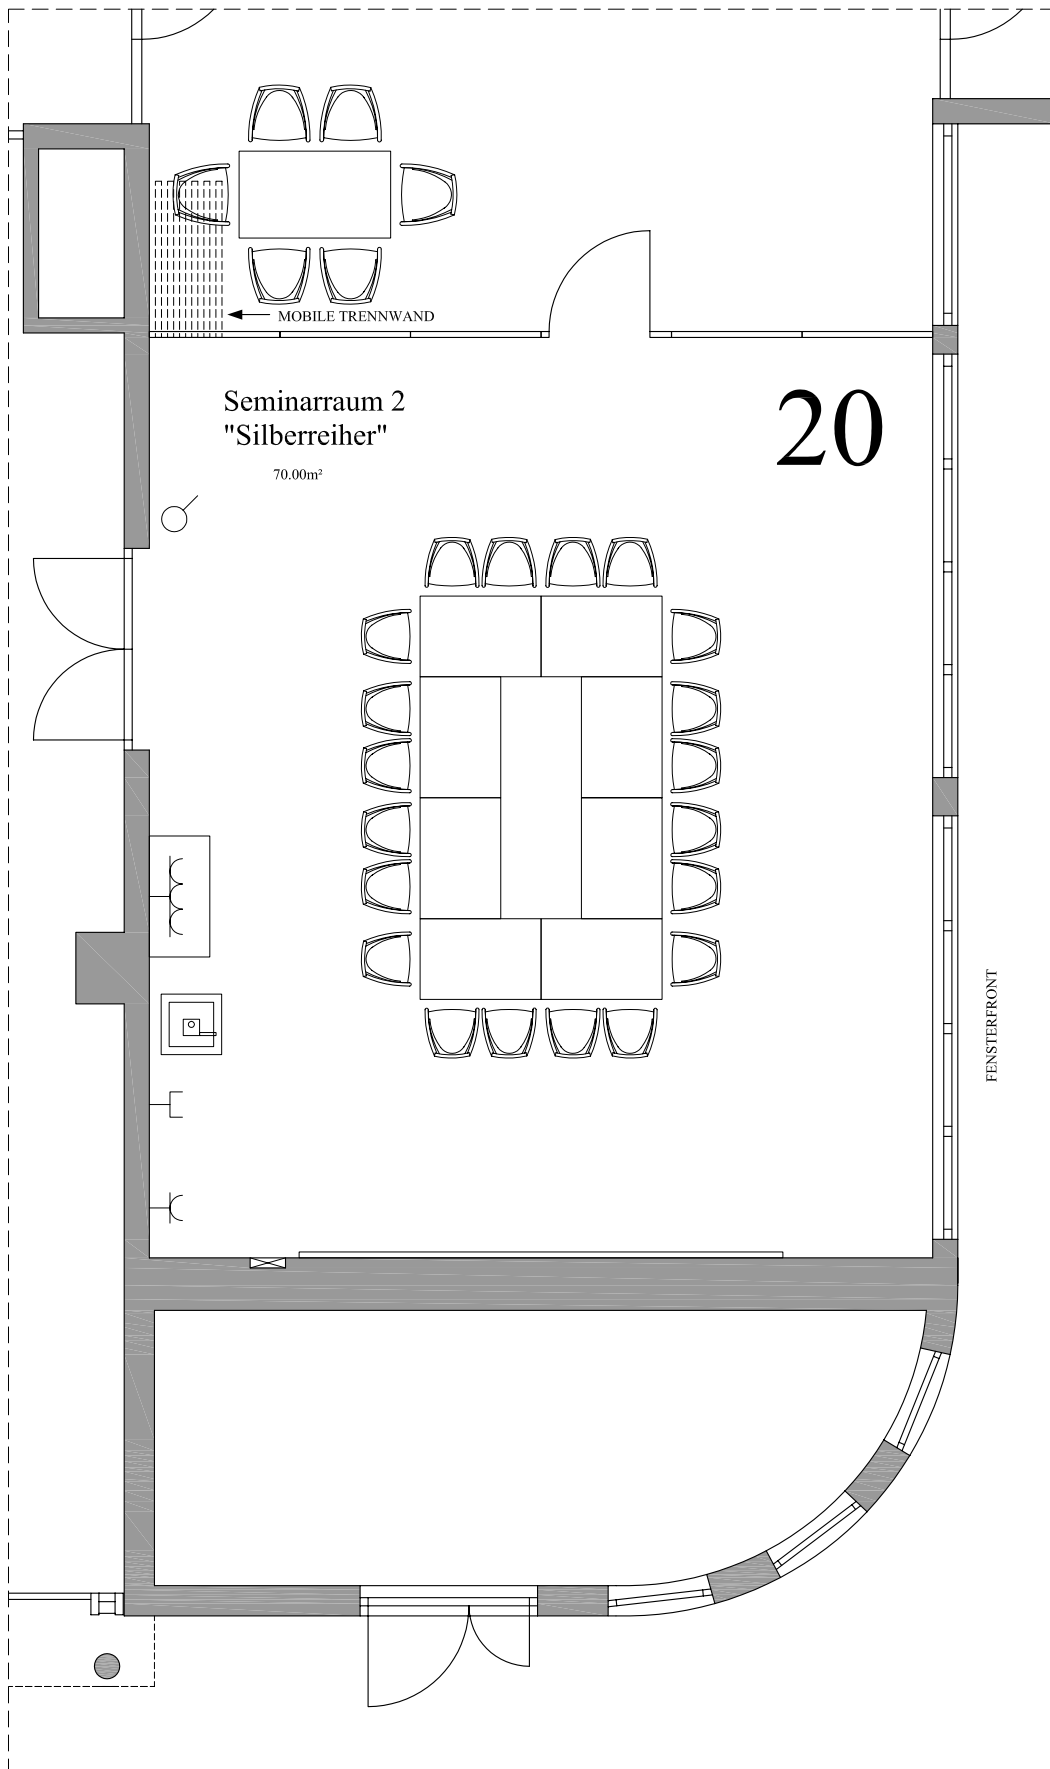 MOBILE TRENNWAND
Seminarraum 2
"Silberreiher"
70.00m²
20
FENSTERFRONT